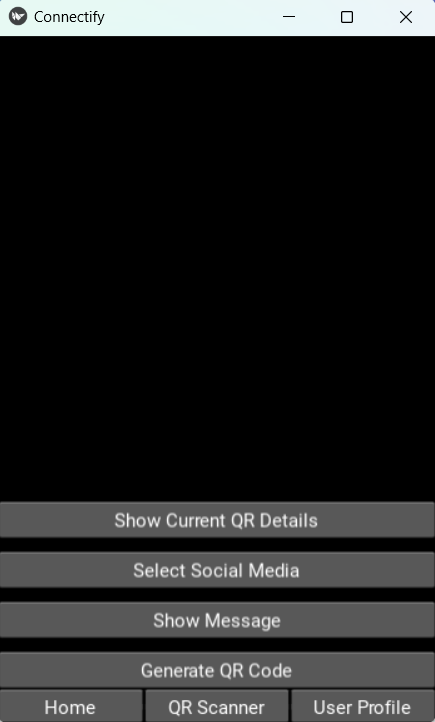 Connectify
Show Current QR Details
Select Social Media
Show Message
Generate QR Code
Home QR Scanner User Profile